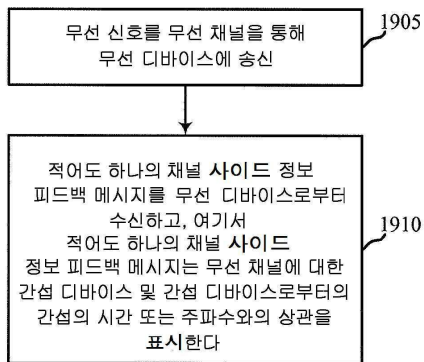 무선 신호를 무선 채널을 통해
무선 디바이스에 송신
1905
적어도 하나의 채널 사이드 정보
피드백 메시지를 무선 디바이스로부터
수신하고, 여기서
적어도 하나의 채널 사이드
정보 피드백 메시지는 무선 채널에 대한
간섭 디바이스 및 간섭 디바이스로부터의
간섭의 시간 또는 주파수와의 상관을
표시한다
1910